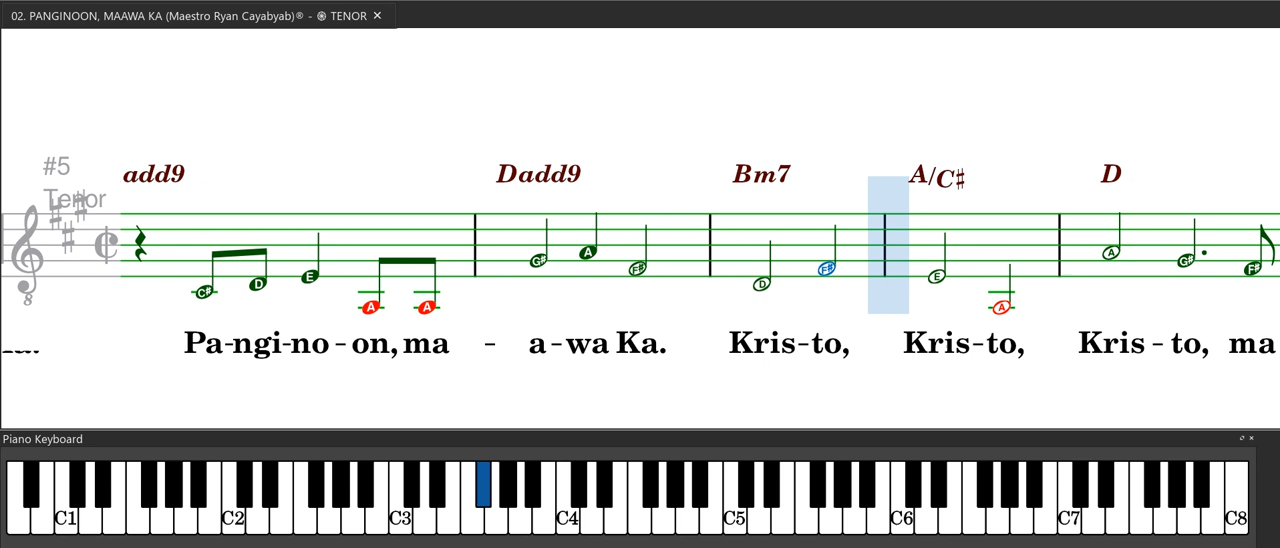 02. PANGINOON, MAAWA KA (Maestro Ryan Cayabyab)® - TENOR
#5
Tenor
add9 Dadd9 Bm7 A/C♯ D
8
C♯ D E A A G♯ A F♯ D F♯ E A A G♯ F♯
Pa-ngi-no-on, ma - a-wa Ka. Kris-to, Kris-to, Kris-to, ma
Piano Keyboard
C1 C2 C3 C4 C5 C6 C7 C8